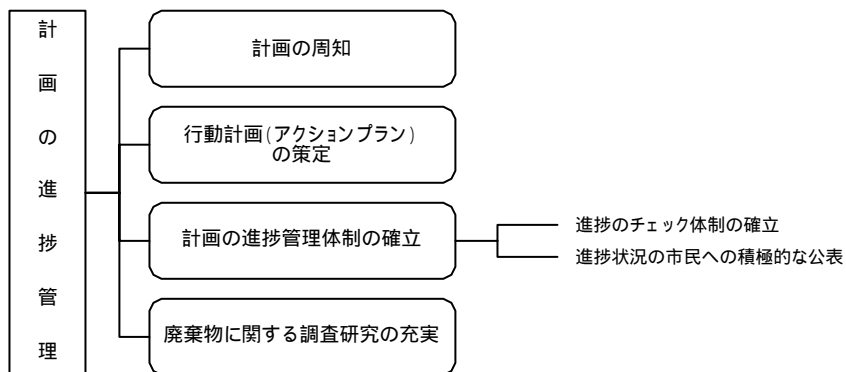 計画の進捗管理
計画の周知
行動計画(アクションプラン)
の策定
計画の進捗管理体制の確立
進捗のチェック体制の確立
進捗状況の市民への積極的な公表
廃棄物に関する調査研究の充実